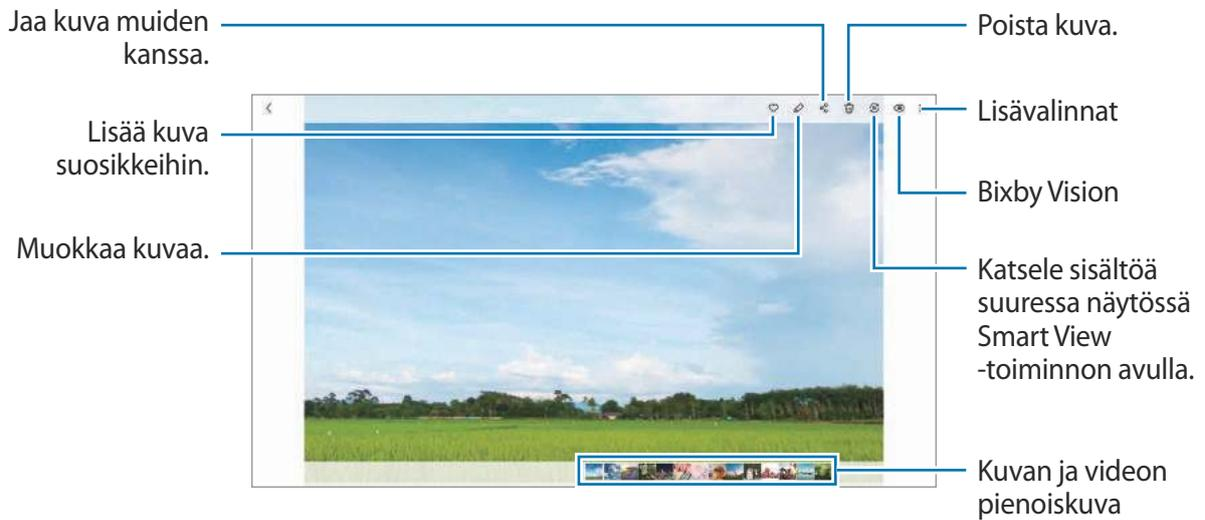 Jaa kuva muiden
kanssa.
Lisää kuva
suosikkeihin.
Muokkaa kuvaa.
Poista kuva.
Lisävalinnat
Bixby Vision
Katsele sisältöä
suuressa näytössä
Smart View
-toiminnon avulla.
Kuvan ja videon
pienoiskuva